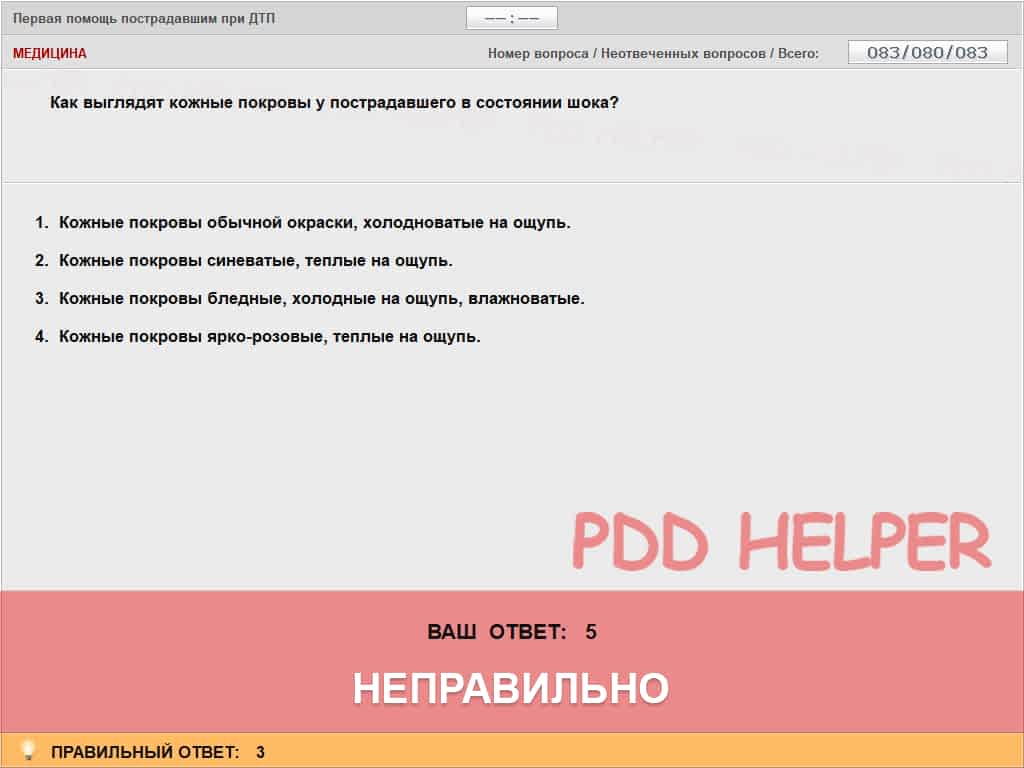 Первая помощь пострадавшим при ДТП
—— : ——
МЕДИЦИНА
Номер вопроса / Неотвеченных вопросов / Всего:
083/080/083
Как выглядят кожные покровы у пострадавшего в состоянии шока?
1. Кожные покровы обычной окраски, холодноватые на ощупь.
2. Кожные покровы синеватые, теплые на ощупь.
3. Кожные покровы бледные, холодные на ощупь, влажноватые.
4. Кожные покровы ярко-розовые, теплые на ощупь.
PDD HELPER
ВАШ ОТВЕТ: 5
НЕПРАВИЛЬНО
ПРАВИЛЬНЫЙ ОТВЕТ: 3